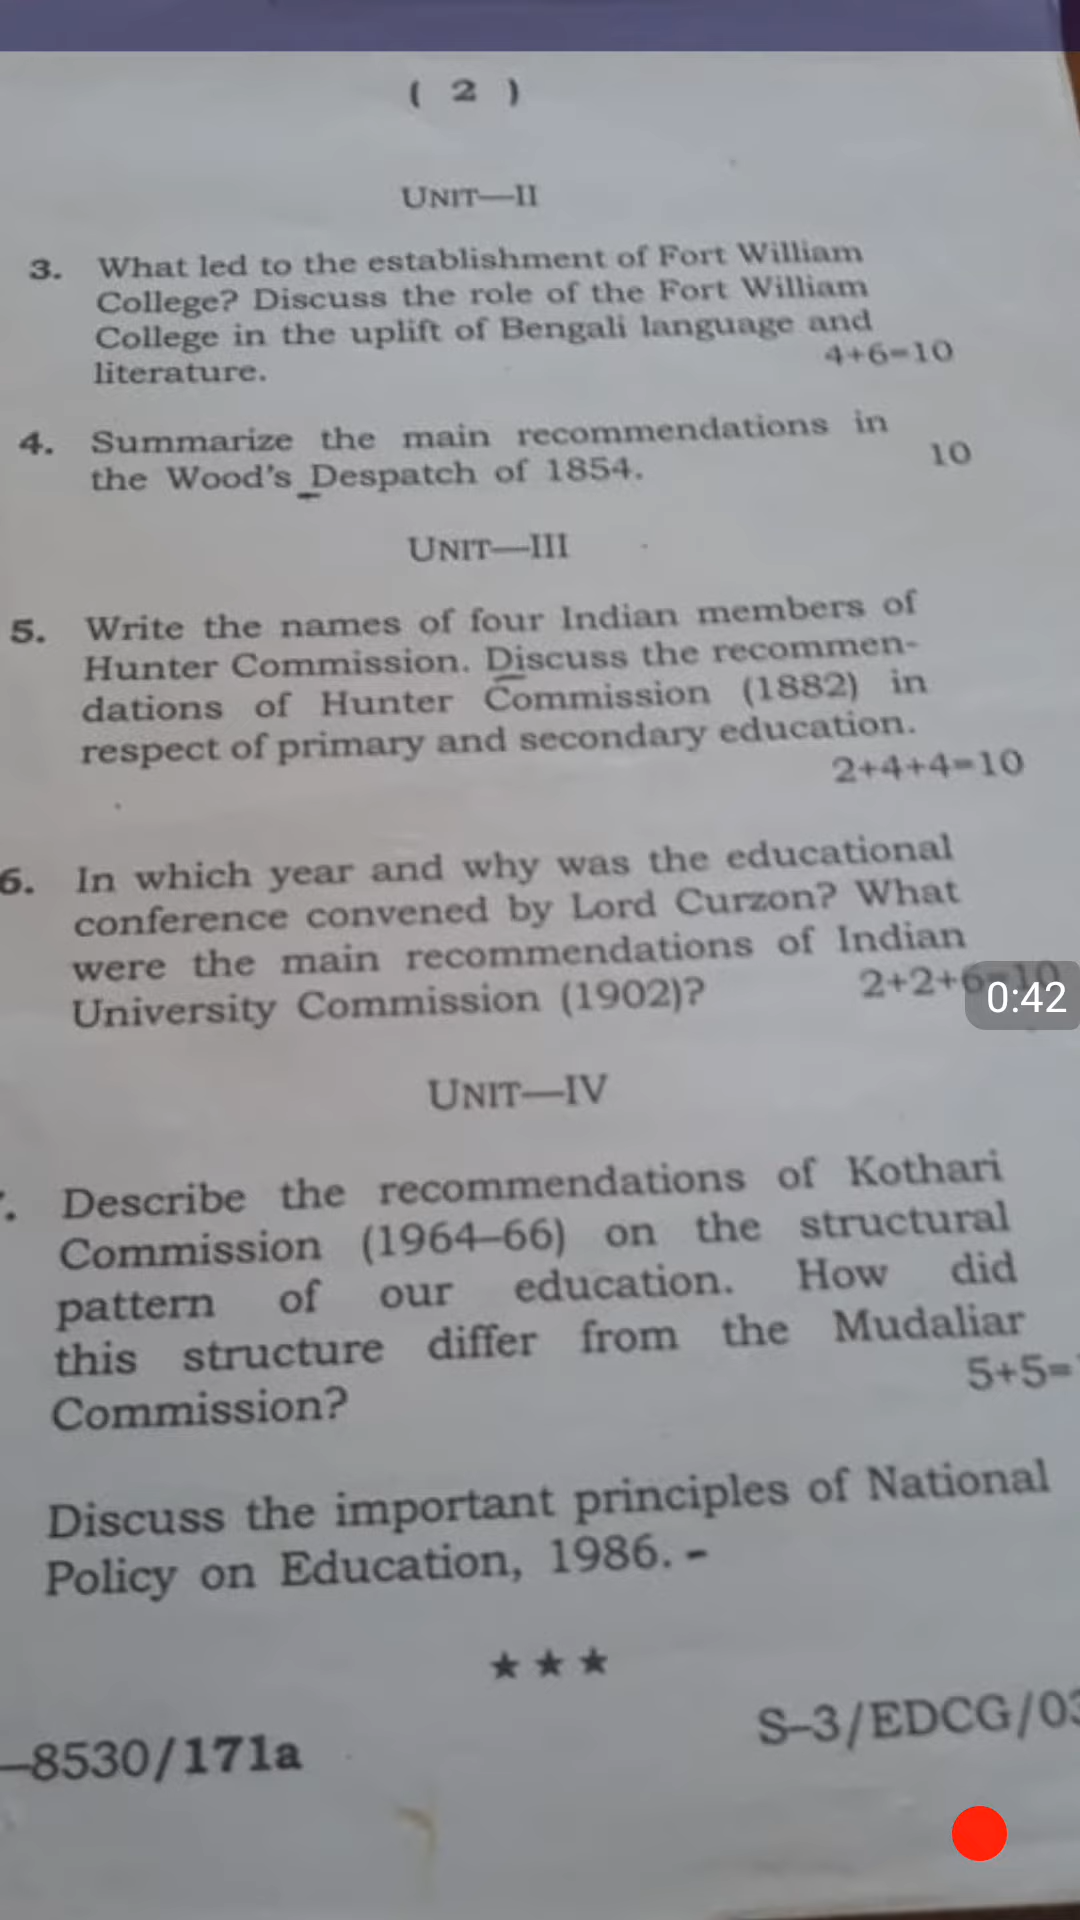 ( 2 )
UNIT—II
3. What led to the establishment of Fort William
College? Discuss the role of the Fort William
College in the uplift of Bengali language and
literature. 4+6=10
4. Summarize the main recommendations in
the Wood's Despatch of 1854. 10
UNIT—III
5. Write the names of four Indian members of
Hunter Commission. Discuss the recommen-
dations of Hunter Commission (1882) in
respect of primary and secondary education.
2+4+4=10
6. In which year and why was the educational
conference convened by Lord Curzon? What
were the main recommendations of Indian
University Commission (1902)? 2+2+6=10
0:42
UNIT—IV
. Describe the recommendations of Kothari
Commission (1964–66) on the structural
pattern of our education. How did
this structure differ from the Mudaliar
Commission? 5+5=
Discuss the important principles of National
Policy on Education, 1986. -
★ ★ ★
–8530/171a S–3/EDCG/03